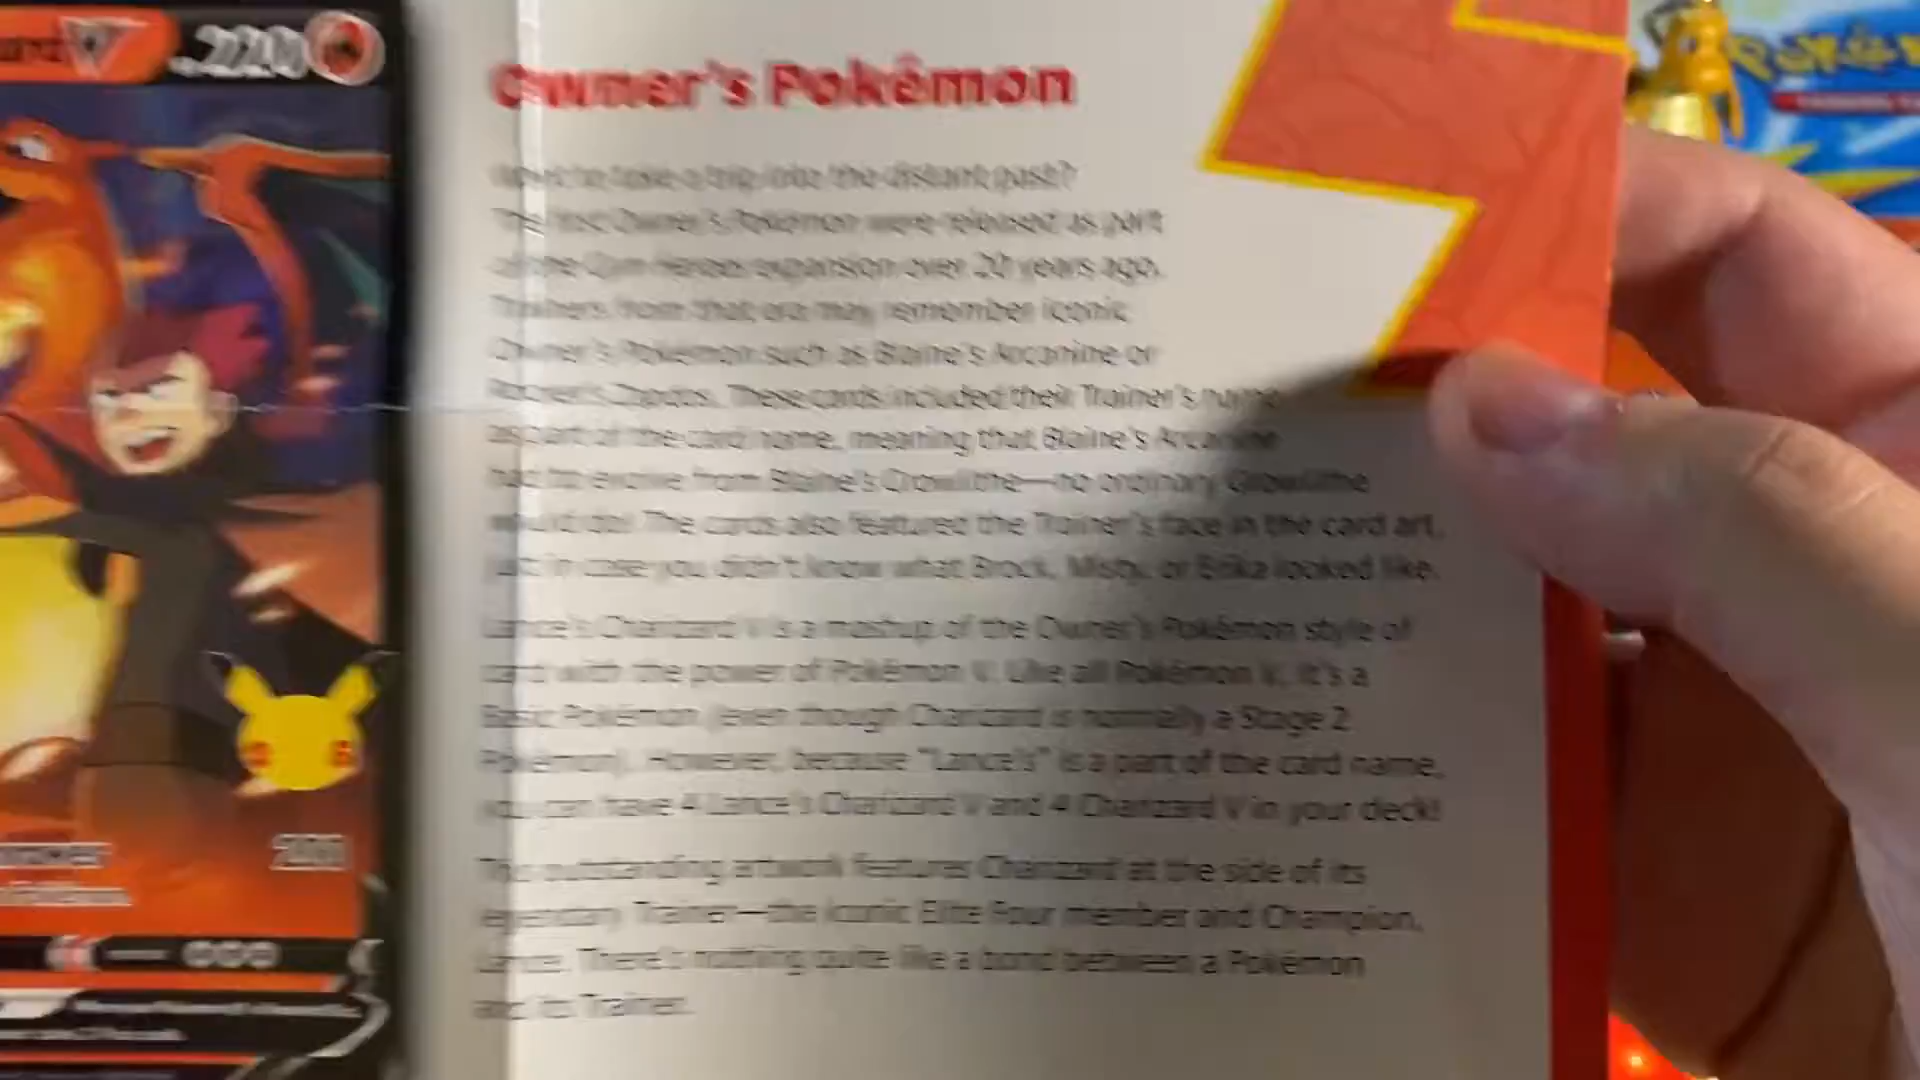 220
Owner's Pokémon
Want to take a trip into the distant past?
The first Owner's Pokémon were released as part
of the Gym Heroes expansion over 20 years ago.
Trainers from that era may remember iconic
Owner's Pokémon such as Blaine's Arcanine or
Rocket's Zapdos. These cards included their Trainer's name
as part of the card name, meaning that Blaine's Arcanine
had to evolve from Blaine's Growlithe—no ordinary Growlithe
would do! The cards also featured the Trainer's face in the card art,
just in case you didn't know what Brock, Misty, or Erika looked like.
Lance's Charizard V is a mashup of the Owner's Pokémon style of
card with the power of Pokémon V. Like all Pokémon V, it's a
Basic Pokémon (even though Charizard is normally a Stage 2
Pokémon). However, because "Lance's" is a part of the card name,
you can have 4 Lance's Charizard V and 4 Charizard V in your deck!
The outstanding artwork features Charizard at the side of its
legendary Trainer—the iconic Elite Four member and Champion,
Lance. There's nothing quite like a bond between a Pokémon
and its Trainer.